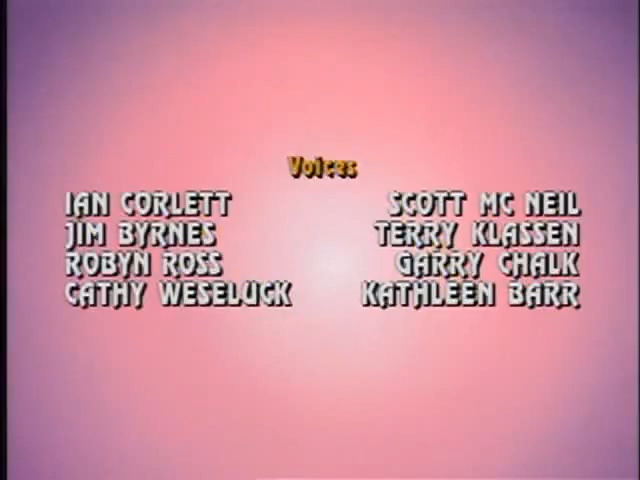 Voices
IAN CORLETT SCOTT MC NEIL
JIM BYRNES TERRY KLASSEN
ROBYN ROSS GARRY CHALK
CATHY WESELUCK KATHLEEN BARR